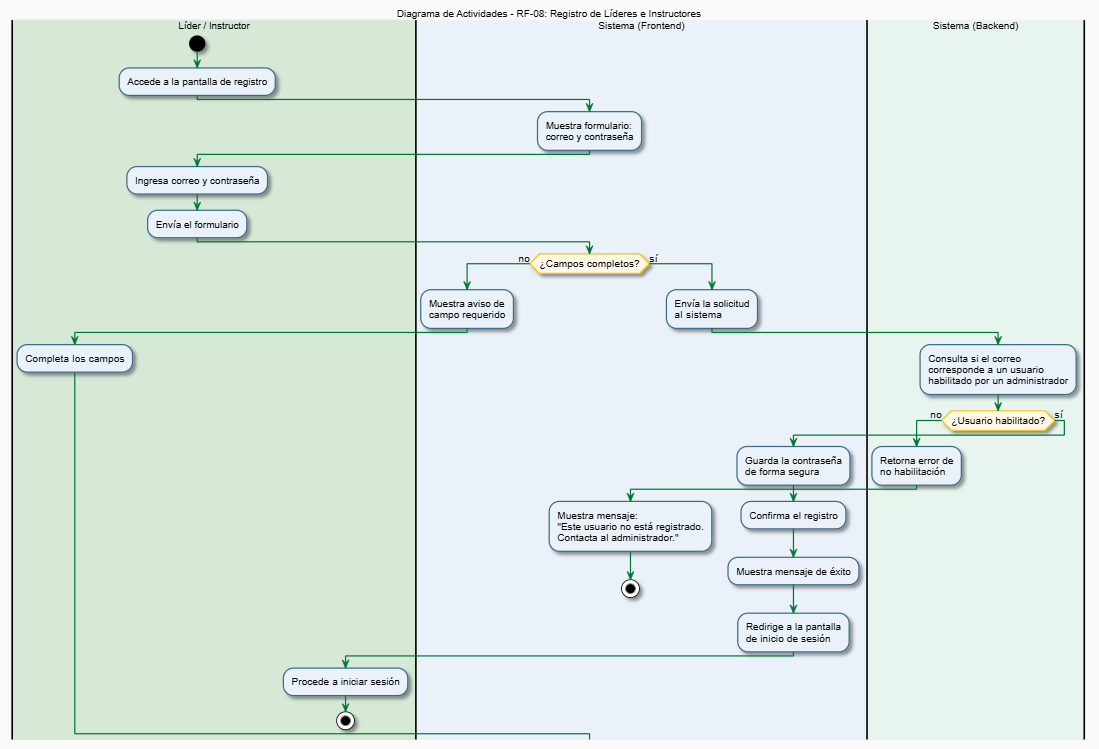 Diagrama de Actividades - RF-08: Registro de Líderes e Instructores
Líder / Instructor
Sistema (Frontend)
Sistema (Backend)
Accede a la pantalla de registro
Muestra formulario:
correo y contraseña
Ingresa correo y contraseña
Envía el formulario
no
¿Campos completos?
sí
Muestra aviso de
campo requerido
Envía la solicitud
al sistema
Completa los campos
Consulta si el correo
corresponde a un usuario
habilitado por un administrador
no
¿Usuario habilitado?
sí
Guarda la contraseña
de forma segura
Retorna error de
no habilitación
Muestra mensaje:
"Este usuario no está registrado.
Contacta al administrador."
Confirma el registro
Muestra mensaje de éxito
Redirige a la pantalla
de inicio de sesión
Procede a iniciar sesión